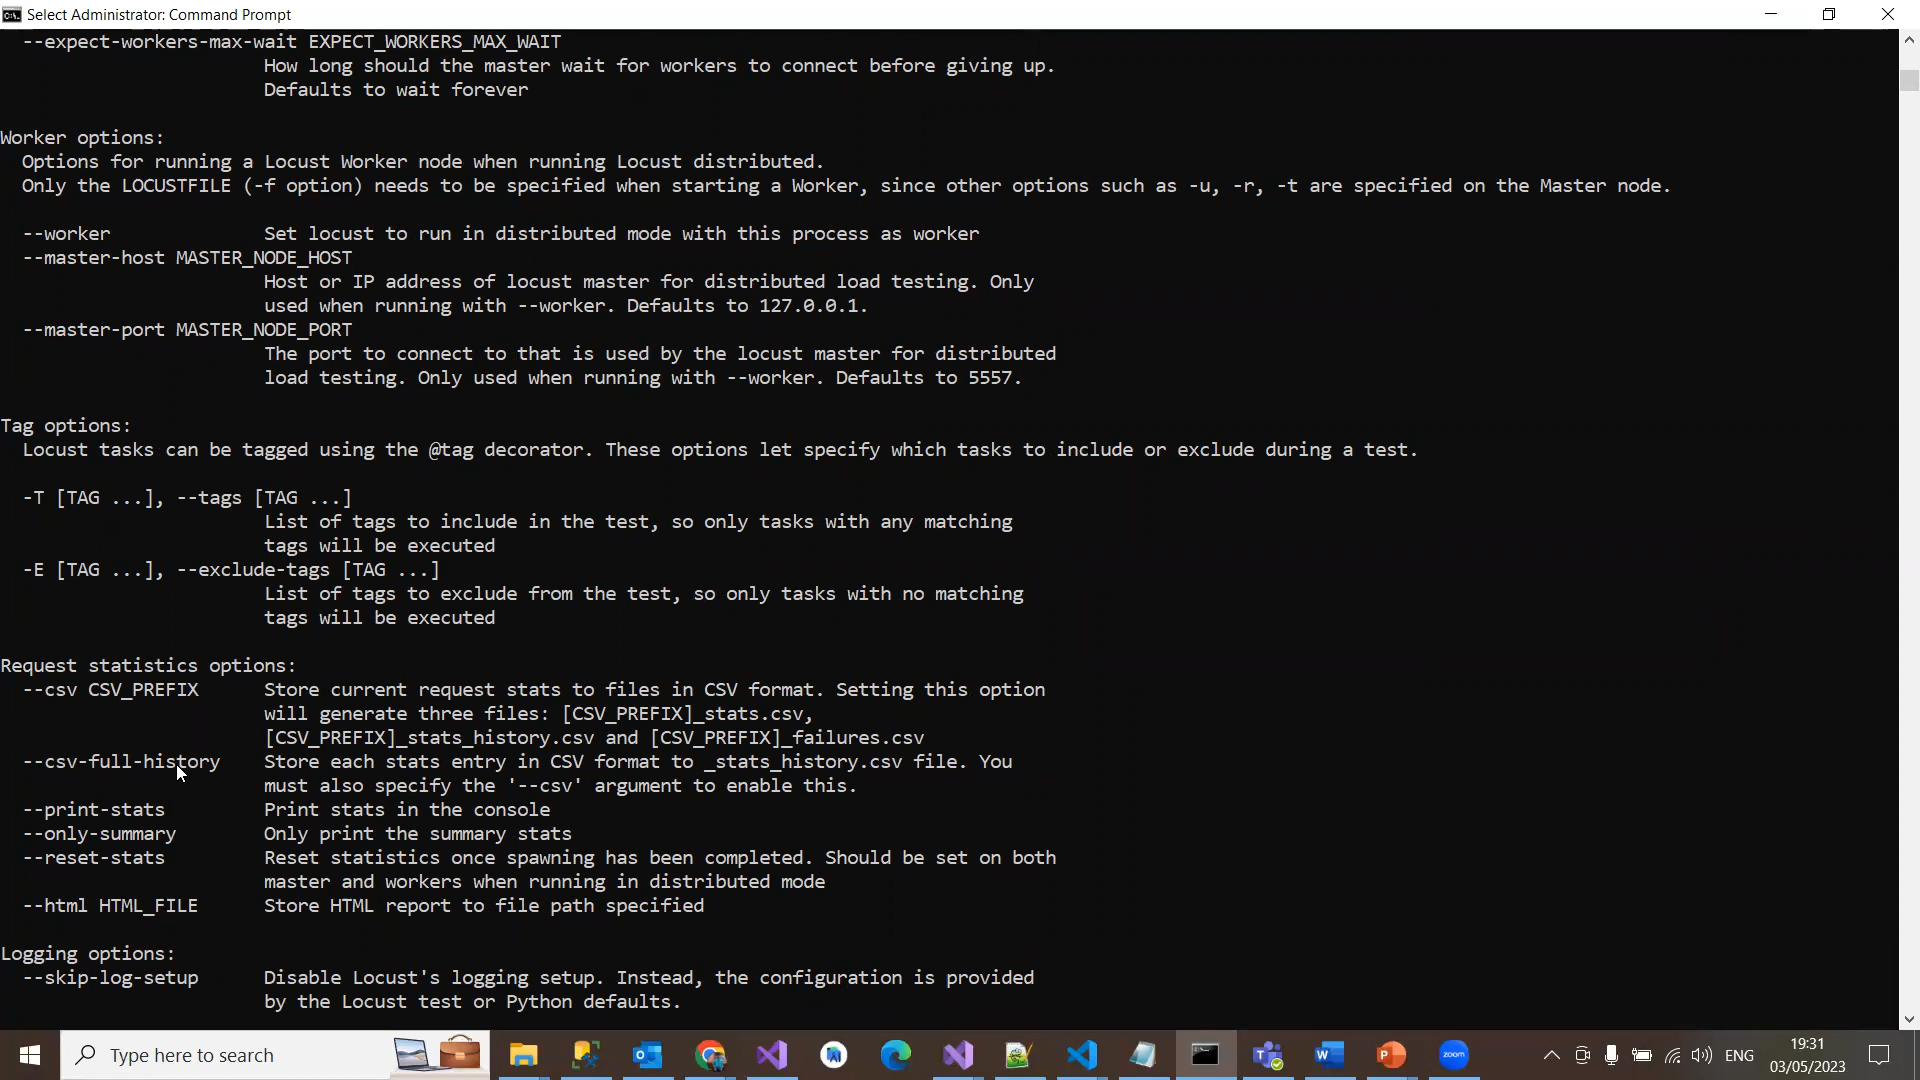 Select Administrator: Command Prompt
--expect-workers-max-wait EXPECT_WORKERS_MAX_WAIT
How long should the master wait for workers to connect before giving up.
Defaults to wait forever
Worker options:
Options for running a Locust Worker node when running Locust distributed.
Only the LOCUSTFILE (-f option) needs to be specified when starting a Worker, since other options such as -u, -r, -t are specified on the Master node.
--worker Set locust to run in distributed mode with this process as worker
--master-host MASTER_NODE_HOST
Host or IP address of locust master for distributed load testing. Only
used when running with --worker. Defaults to 127.0.0.1.
--master-port MASTER_NODE_PORT
The port to connect to that is used by the locust master for distributed
load testing. Only used when running with --worker. Defaults to 5557.
Tag options:
Locust tasks can be tagged using the @tag decorator. These options let specify which tasks to include or exclude during a test.
-T [TAG ...], --tags [TAG ...]
List of tags to include in the test, so only tasks with any matching
tags will be executed
-E [TAG ...], --exclude-tags [TAG ...]
List of tags to exclude from the test, so only tasks with no matching
tags will be executed
Request statistics options:
--csv CSV_PREFIX Store current request stats to files in CSV format. Setting this option
will generate three files: [CSV_PREFIX]_stats.csv,
[CSV_PREFIX]_stats_history.csv and [CSV_PREFIX]_failures.csv
--csv-full-history Store each stats entry in CSV format to _stats_history.csv file. You
must also specify the '--csv' argument to enable this.
--print-stats Print stats in the console
--only-summary Only print the summary stats
--reset-stats Reset statistics once spawning has been completed. Should be set on both
master and workers when running in distributed mode
--html HTML_FILE Store HTML report to file path specified
Logging options:
--skip-log-setup Disable Locust's logging setup. Instead, the configuration is provided
by the Locust test or Python defaults.
Type here to search
zoom
ENG
19:31
03/05/2023